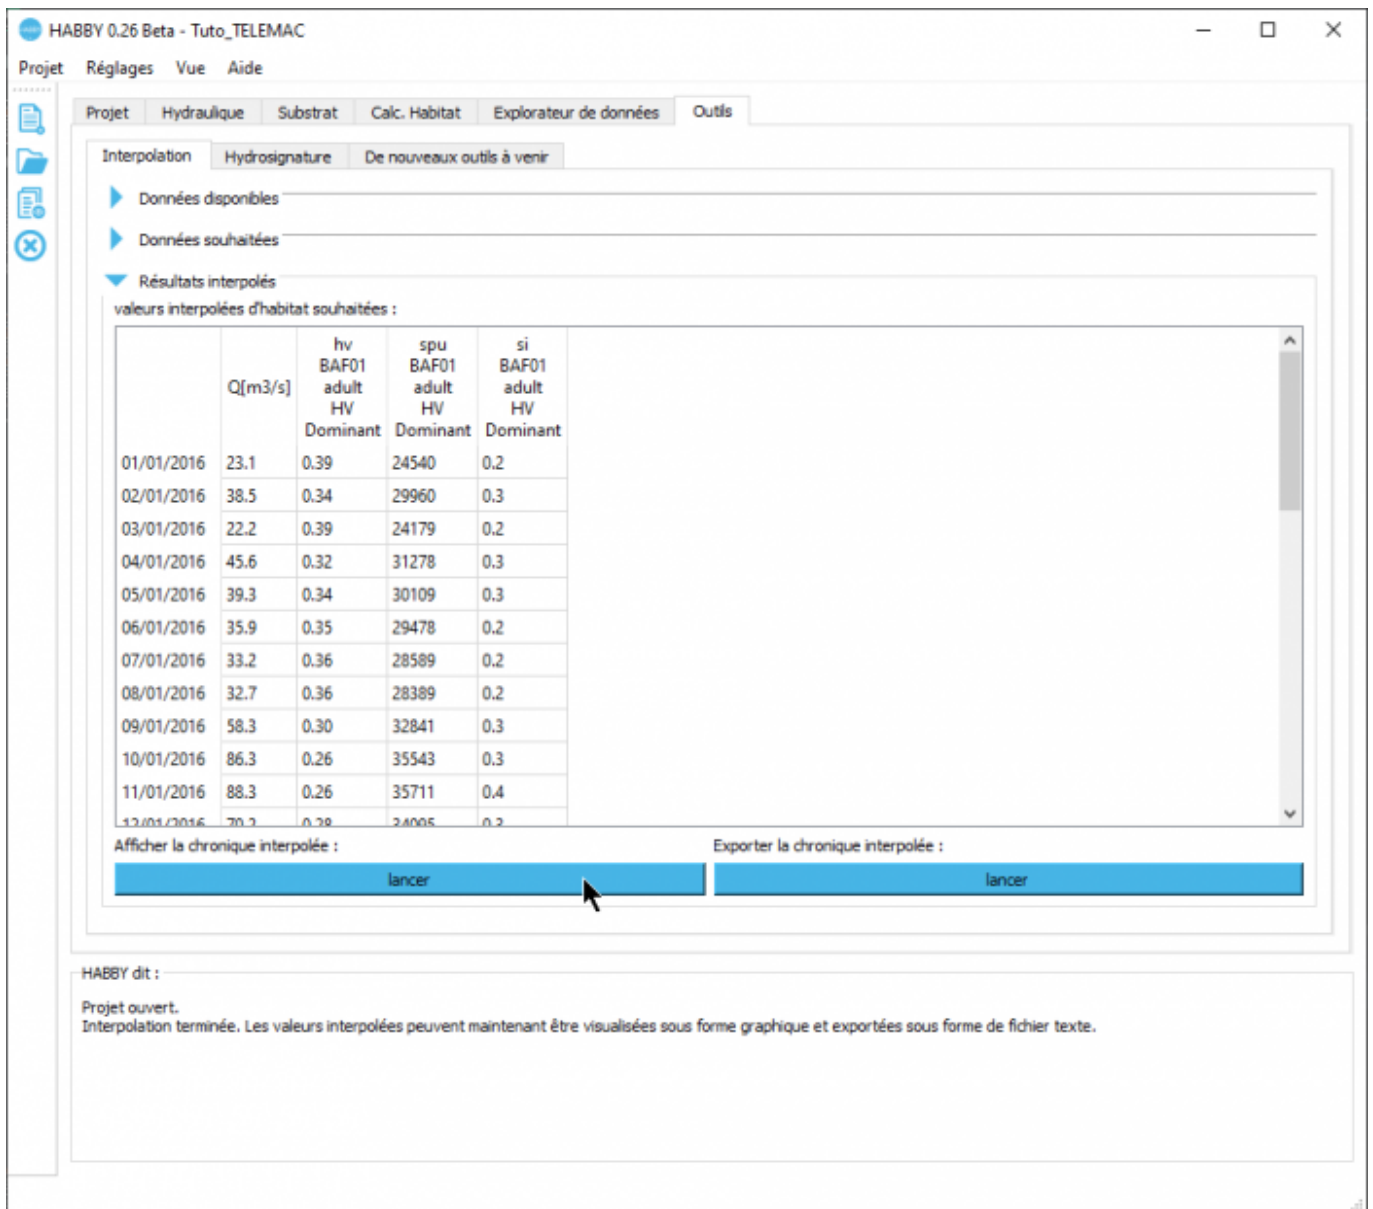 HABBY 0.26 Beta - Tuto_TELEMAC
Projet Réglages Vue Aide
Projet Hydraulique Substrat Calc. Habitat Explorateur de données Outils
Interpolation Hydrosignature De nouveaux outils à venir
Données disponibles
Données souhaitées
Résultats interpolés
valeurs interpolées d'habitat souhaitées :
hv spu si
BAF01 BAF01 BAF01
Q[m3/s] adult adult adult
HV HV HV
Dominant Dominant Dominant
01/01/2016 23.1 0.39 24540 0.2
02/01/2016 38.5 0.34 29960 0.3
03/01/2016 22.2 0.39 24179 0.2
04/01/2016 45.6 0.32 31278 0.3
05/01/2016 39.3 0.34 30109 0.3
06/01/2016 35.9 0.35 29478 0.2
07/01/2016 33.2 0.36 28589 0.2
08/01/2016 32.7 0.36 28389 0.2
09/01/2016 58.3 0.30 32841 0.3
10/01/2016 86.3 0.26 35543 0.3
11/01/2016 88.3 0.26 35711 0.4
12/01/2016 70.2 0.28 34095 0.3
Afficher la chronique interpolée : Exporter la chronique interpolée :
lancer lancer
HABBY dit :
Projet ouvert.
Interpolation terminée. Les valeurs interpolées peuvent maintenant être visualisées sous forme graphique et exportées sous forme de fichier texte.